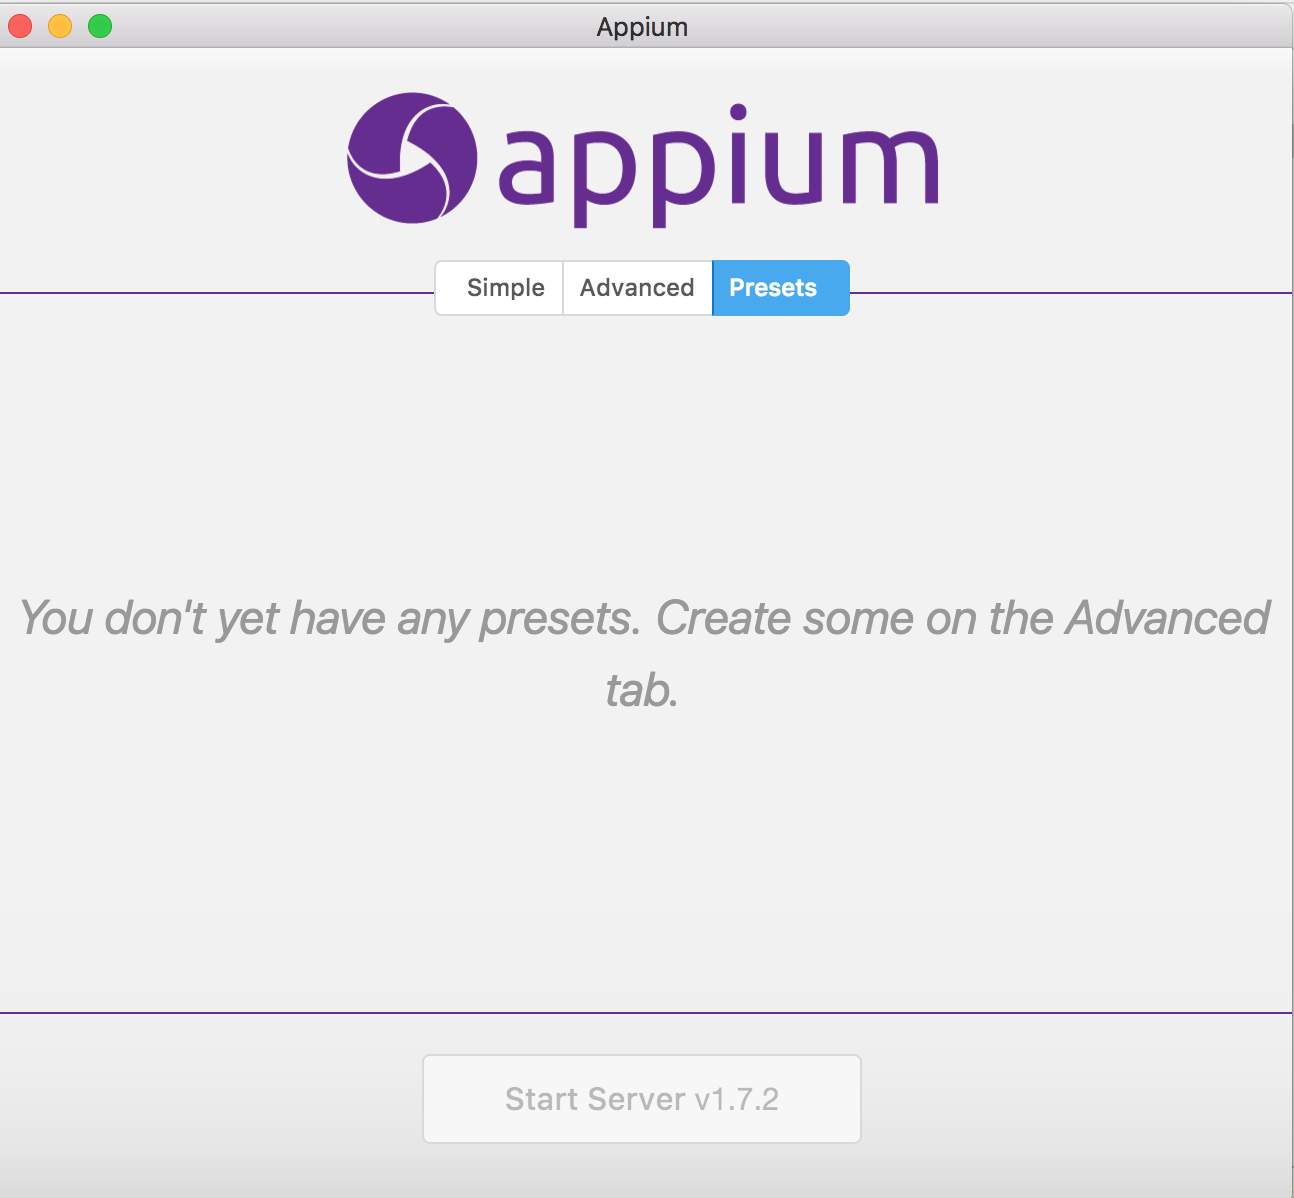 Appium
appium
Simple Advanced Presets
You don't yet have any presets. Create some on the Advanced
tab.
Start Server v1.7.2